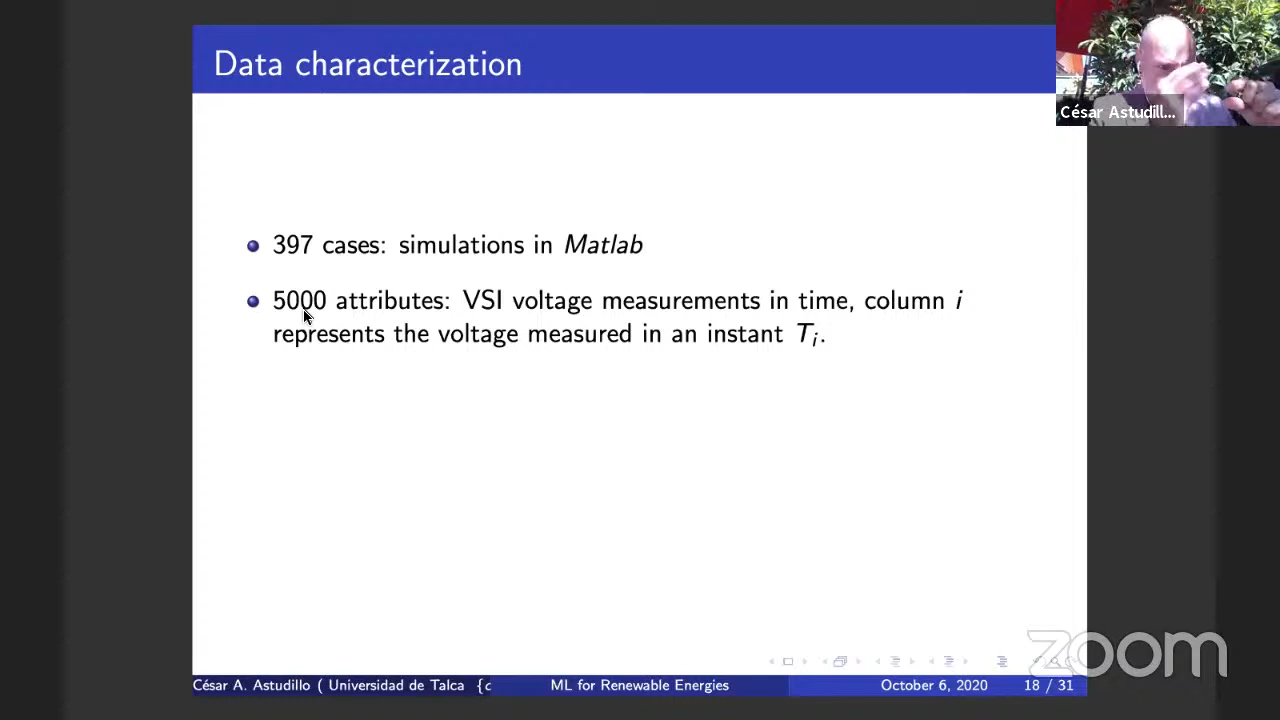 Data characterization
César Astudill...
397 cases: simulations in Matlab
5000 attributes: VSI voltage measurements in time, column i
represents the voltage measured in an instant Ti.
zoom
César A. Astudillo ( Universidad de Talca {c
ML for Renewable Energies
October 6, 2020
18 / 31